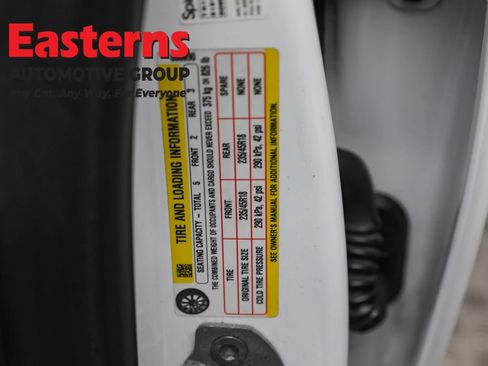 Easterns
AUTOMOTIVE GROUP
Any Car. Any Way, For Everyone
TIRE AND LOADING INFORMATION
SEATING CAPACITY – TOTAL 5 FRONT 2 REAR 3
THE COMBINED WEIGHT OF OCCUPANTS AND CARGO SHOULD NEVER EXCEED 375 kg OR 826 lb
TIRE FRONT REAR SPARE
ORIGINAL TIRE SIZE 235/45R18 235/45R18 NONE
COLD TIRE PRESSURE 290 kPa, 42 psi 290 kPa, 42 psi NONE
SEE OWNER'S MANUAL FOR ADDITIONAL INFORMATION.